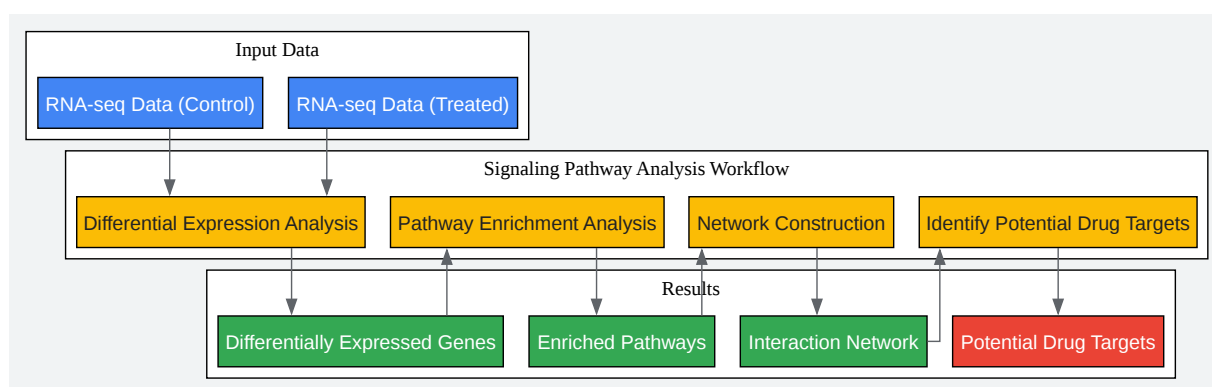 Input Data
RNA-seq Data (Control)
RNA-seq Data (Treated)
Signaling Pathway Analysis Workflow
Differential Expression Analysis
Pathway Enrichment Analysis
Network Construction
Identify Potential Drug Targets
Results
Differentially Expressed Genes
Enriched Pathways
Interaction Network
Potential Drug Targets